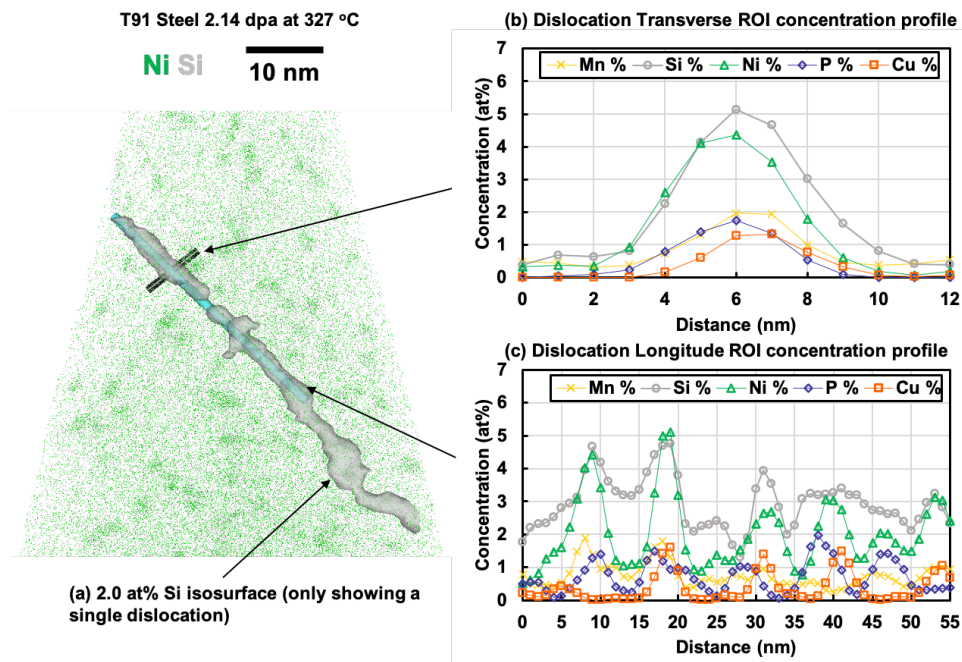 T91 Steel 2.14 dpa at 327 ºC
Ni Si
10 nm
(a) 2.0 at% Si isosurface (only showing a
single dislocation)
(b) Dislocation Transverse ROI concentration profile
Mn % Si % Ni % P % Cu %
Concentration (at%)
7
6
5
4
3
2
1
0
0 2 4 6 8 10 12
Distance (nm)
(c) Dislocation Longitude ROI concentration profile
Mn % Si % Ni % P % Cu %
Concentration (at%)
7
6
5
4
3
2
1
0
0 5 10 15 20 25 30 35 40 45 50 55
Distance (nm)